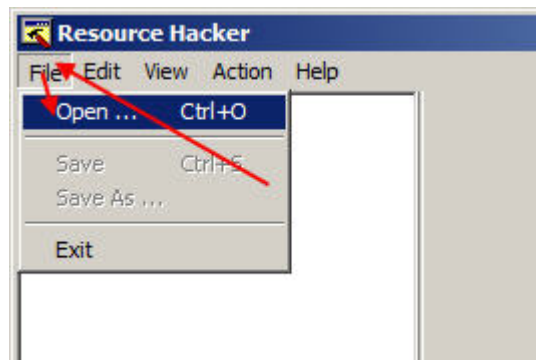 Resource Hacker
File Edit View Action Help
Open ... Ctrl+O
Save Ctrl+S
Save As ...
Exit